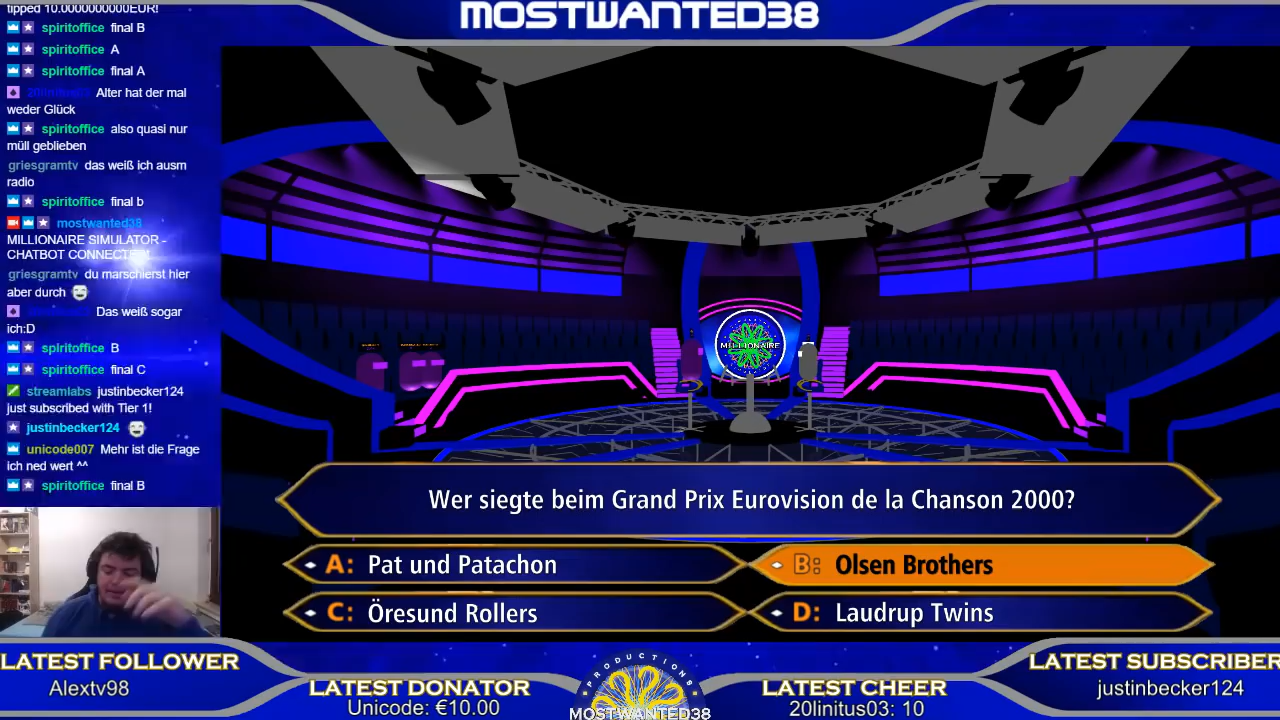 MOSTWANTED38
tipped 10.0000000000EUR!
spiritoffice final B
spiritoffice A
spiritoffice final A
Alter hat der mal
weder Glück
spiritoffice also quasi nur
müll geblieben
griesgramtv das weiß ich ausm
radio
spiritoffice final b
mostwanted38
MILLIONAIRE SIMULATOR -
CHATBOT CONNECTED!
griesgramtv du marschierst hier
aber durch
Das weiß sogar
ich:D
spiritoffice B
spiritoffice final C
streamlabs justinbecker124
just subscribed with Tier 1!
justinbecker124
unicode007 Mehr ist die Frage
ich ned wert ^^
spiritoffice final B
MILLIONAIRE
Wer siegte beim Grand Prix Eurovision de la Chanson 2000?
A: Pat und Patachon
B: Olsen Brothers
C: Öresund Rollers
D: Laudrup Twins
LATEST FOLLOWER
Alextv98
LATEST DONATOR
Unicode: €10.00
PRODUCTIONS
MOSTWANTED38
LATEST CHEER
20linitus03: 10
LATEST SUBSCRIBER
justinbecker124